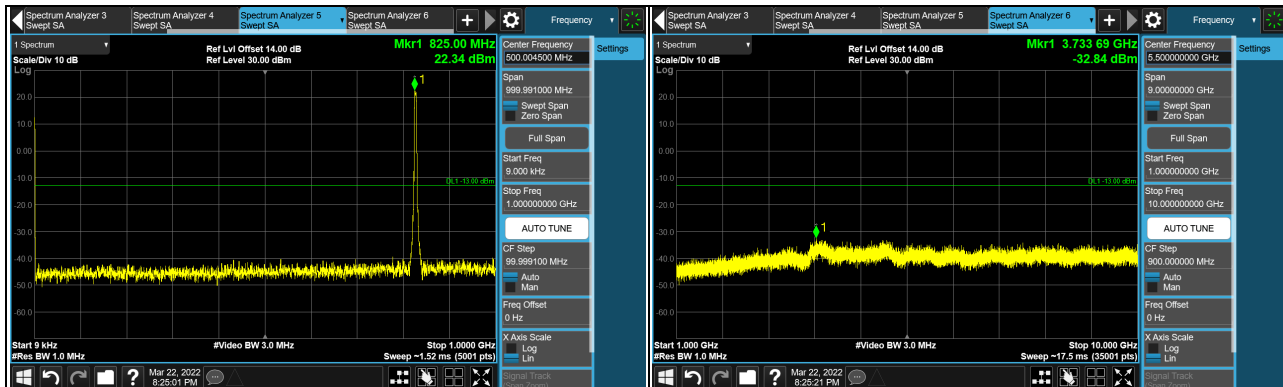 Spectrum Analyzer 3
Swept SA
Spectrum Analyzer 4
Swept SA
Spectrum Analyzer 5
Swept SA
Spectrum Analyzer 6
Swept SA
+
Frequency
1 Spectrum
Scale/Div 10 dB
Log
Ref Lvl Offset 14.00 dB
Ref Level 30.00 dBm
Mkr1 825.00 MHz
22.34 dBm
1
20.0
10.0
0.00
-10.0
-20.0
-30.0
-40.0
-50.0
-60.0
DL1 -13.00 dBm
Start 9 kHz
#Res BW 1.0 MHz
#Video BW 3.0 MHz
Stop 1.0000 GHz
Sweep ~1.52 ms (5001 pts)
Center Frequency
500.004500 MHz
Settings
Span
999.991000 MHz
Swept Span
Zero Span
Full Span
Start Freq
9.000 kHz
Stop Freq
1.000000000 GHz
AUTO TUNE
CF Step
99.999100 MHz
Auto
Man
Freq Offset
0 Hz
X Axis Scale
Log
Lin
Signal Track
(Span Zoom)
?
Mar 22, 2022
8:25:01 PM
Spectrum Analyzer 3
Swept SA
Spectrum Analyzer 4
Swept SA
Spectrum Analyzer 5
Swept SA
Spectrum Analyzer 6
Swept SA
+
Frequency
1 Spectrum
Scale/Div 10 dB
Log
Ref Lvl Offset 14.00 dB
Ref Level 30.00 dBm
Mkr1 3.733 69 GHz
-32.84 dBm
1
20.0
10.0
0.00
-10.0
-20.0
-30.0
-40.0
-50.0
-60.0
DL1 -13.00 dBm
Start 1.000 GHz
#Res BW 1.0 MHz
#Video BW 3.0 MHz
Stop 10.000 GHz
Sweep ~17.5 ms (35001 pts)
Center Frequency
5.500000000 GHz
Settings
Span
9.00000000 GHz
Swept Span
Zero Span
Full Span
Start Freq
1.000000000 GHz
Stop Freq
10.000000000 GHz
AUTO TUNE
CF Step
900.000000 MHz
Auto
Man
Freq Offset
0 Hz
X Axis Scale
Log
Lin
Signal Track
(Span Zoom)
?
Mar 22, 2022
8:25:21 PM